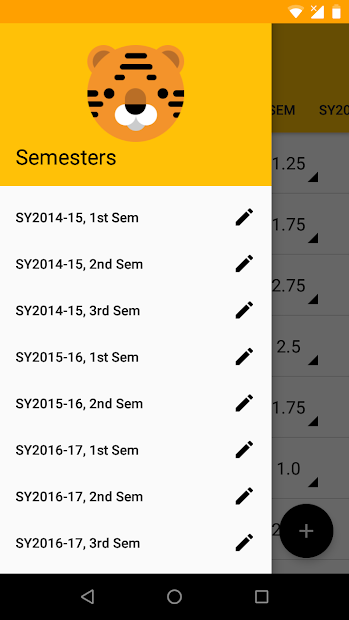 Semesters
SEM SY20
SY2014-15, 1st Sem
1.25
SY2014-15, 2nd Sem
1.75
SY2014-15, 3rd Sem
2.75
SY2015-16, 1st Sem
2.5
SY2015-16, 2nd Sem
1.75
SY2016-17, 1st Sem
1.0
SY2016-17, 2nd Sem
SY2016-17, 3rd Sem